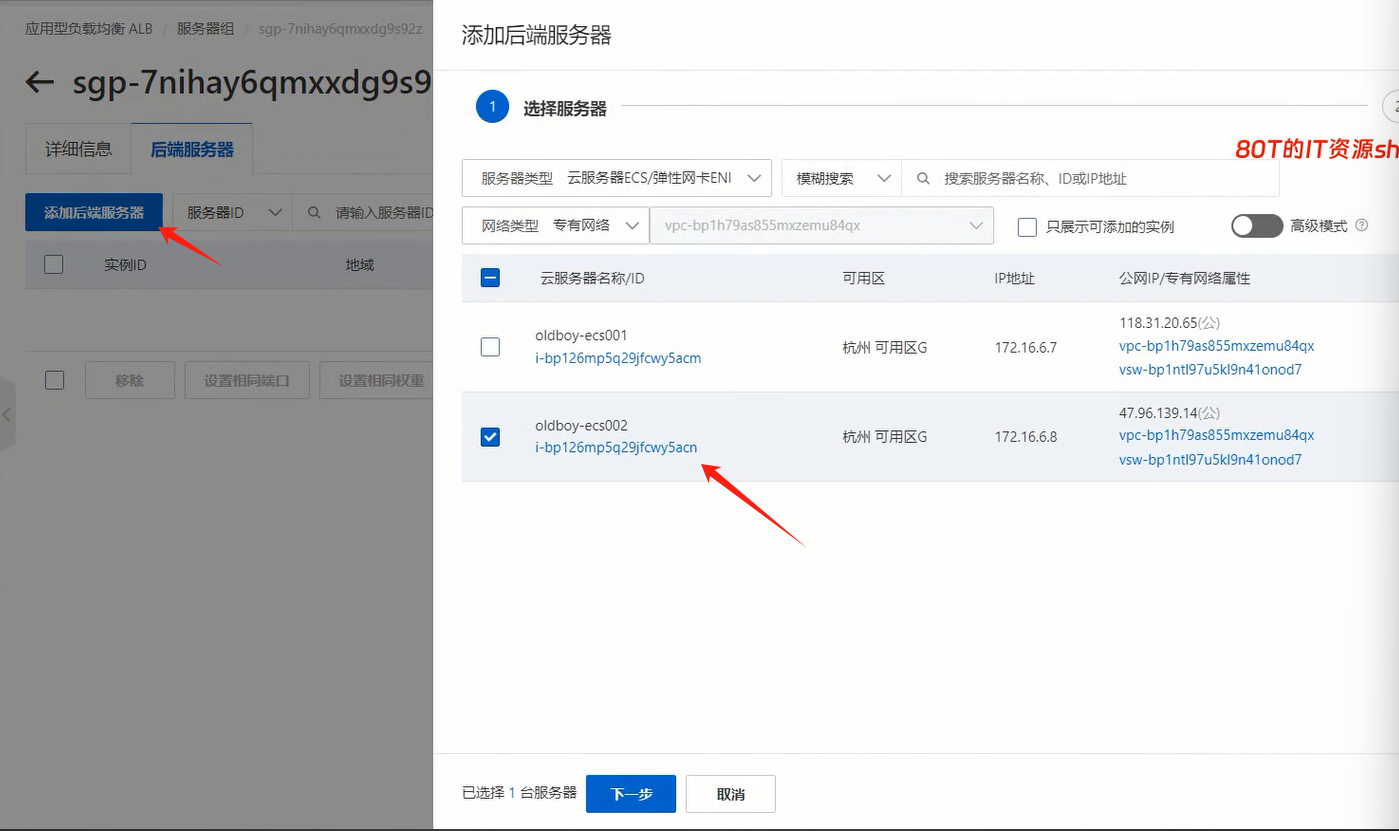 应用型负载均衡 ALB / 服务器组 / sgp-7nihay6qmxxdg9s92z
sgp-7nihay6qmxxdg9s9
详细信息 后端服务器
添加后端服务器 服务器ID 请输入服务器ID
实例ID 地域
移除 设置相同端口 设置相同权重
添加后端服务器
1 选择服务器 2
80T的IT资源sh
服务器类型 云服务器ECS/弹性网卡ENI 模糊搜索 搜索服务器名称、ID或IP地址
网络类型 专有网络 vpc-bp1h79as855mxzemu84qx 只展示可添加的实例 高级模式
云服务器名称/ID 可用区 IP地址 公网IP/专有网络属性
oldboy-ecs001
i-bp126mp5q29jfcwy5acm
杭州 可用区G 172.16.6.7
118.31.20.65(公)
vpc-bp1h79as855mxzemu84qx
vsw-bp1ntl97u5kl9n41onod7
oldboy-ecs002
i-bp126mp5q29jfcwy5acn
杭州 可用区G 172.16.6.8
47.96.139.14(公)
vpc-bp1h79as855mxzemu84qx
vsw-bp1ntl97u5kl9n41onod7
已选择 1 台服务器 下一步 取消